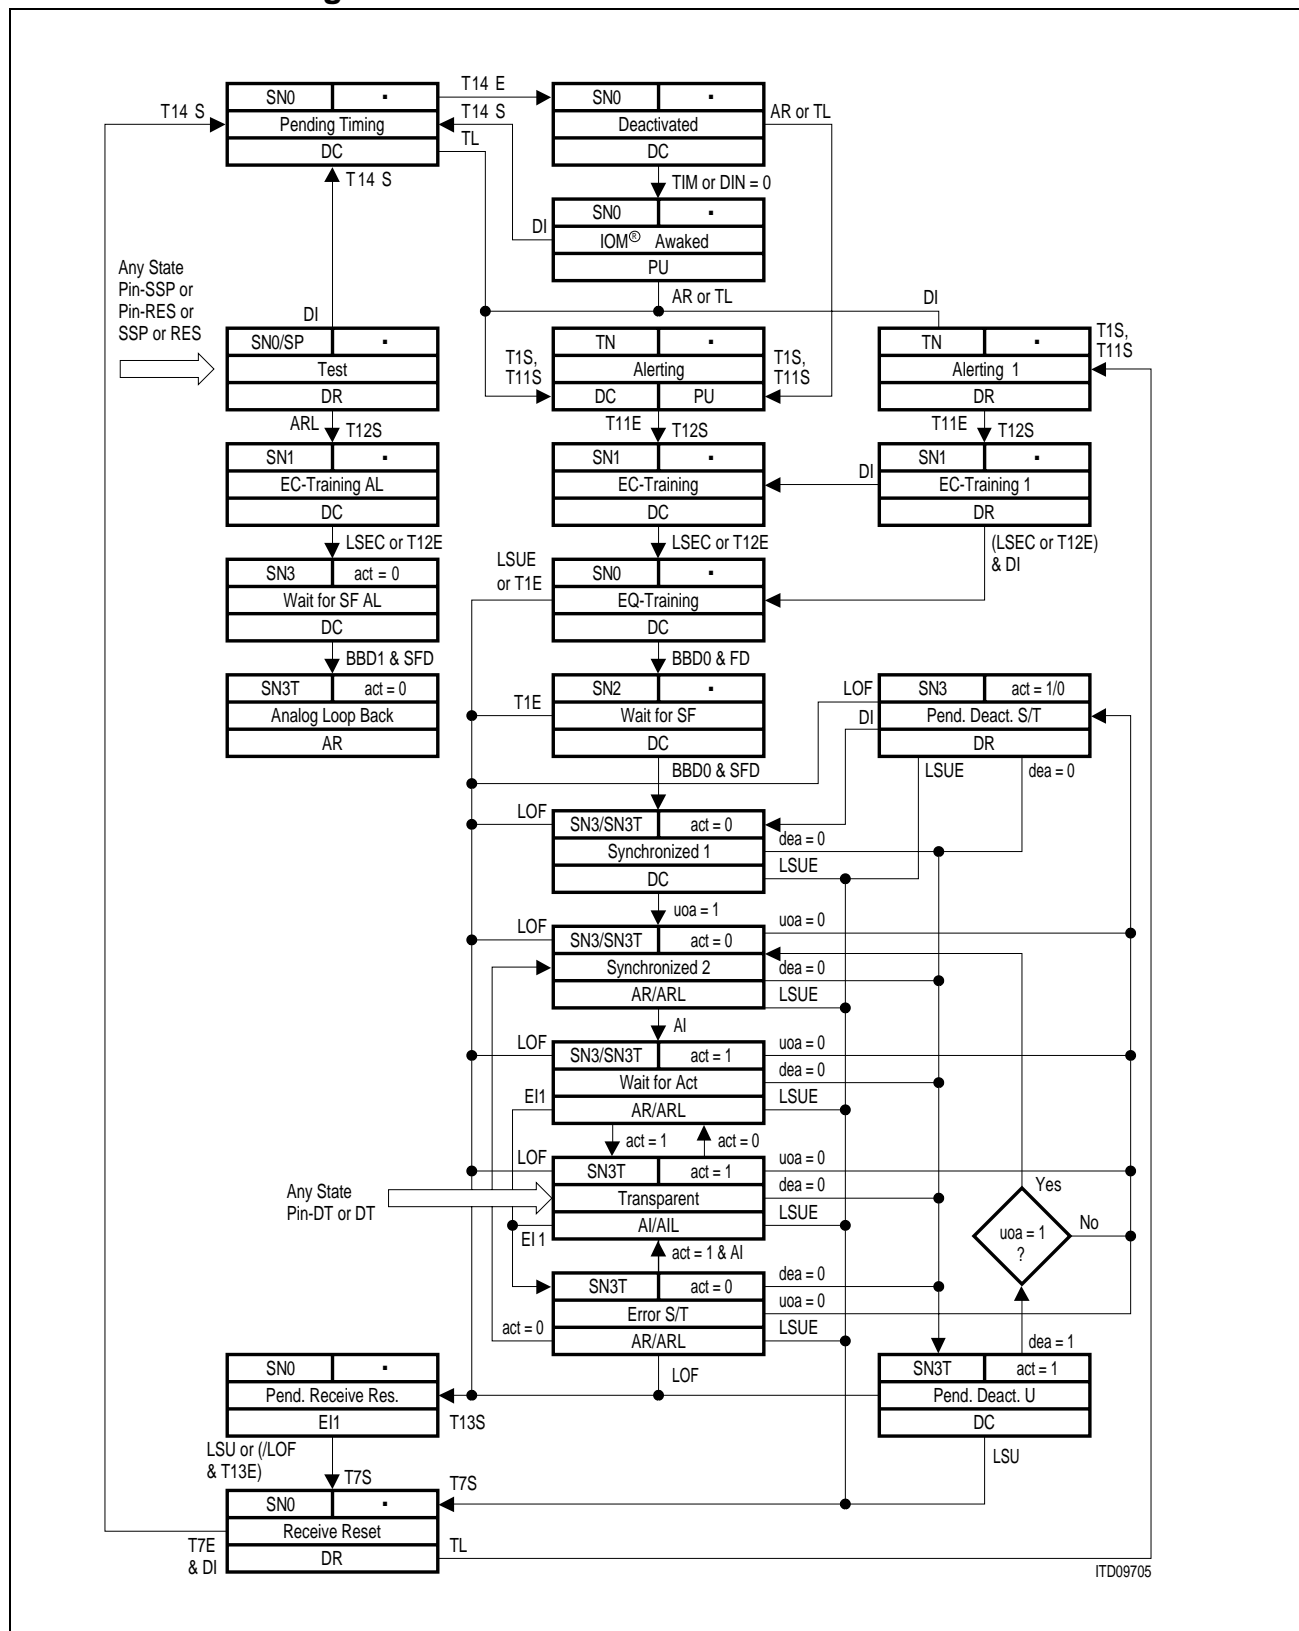 g
SN0 ▪
Pending Timing
DC
T14 S
T14 E
T14 S
TL
T14 S
SN0 ▪
Deactivated
DC
AR or TL
TIM or DIN = 0
SN0 ▪
IOM® Awaked
PU
DI
AR or TL
DI
Any State
Pin-SSP or
Pin-RES or
SSP or RES
DI
SN0/SP ▪
Test
DR
ARL T12S
T1S,
T11S
TN ▪
Alerting
DC PU
T1S,
T11S
T11E T12S
TN ▪
Alerting 1
DR
T1S,
T11S
T11E T12S
SN1 ▪
EC-Training AL
DC
LSEC or T12E
SN1 ▪
EC-Training
DC
LSEC or T12E
DI
SN1 ▪
EC-Training 1
DR
(LSEC or T12E)
& DI
SN3 act = 0
Wait for SF AL
DC
BBD1 & SFD
LSUE
or T1E
SN0 ▪
EQ-Training
DC
BBD0 & FD
SN3T act = 0
Analog Loop Back
AR
T1E
SN2 ▪
Wait for SF
DC
BBD0 & SFD
LOF
DI
SN3 act = 1/0
Pend. Deact. S/T
DR
LSUE dea = 0
LOF
SN3/SN3T act = 0
Synchronized 1
DC
dea = 0
LSUE
uoa = 1
LOF
SN3/SN3T act = 0
Synchronized 2
AR/ARL
uoa = 0
dea = 0
LSUE
AI
LOF
SN3/SN3T act = 1
Wait for Act
AR/ARL
EI1
uoa = 0
dea = 0
LSUE
act = 1 act = 0
LOF
Any State
Pin-DT or DT
SN3T act = 1
Transparent
AI/AIL
EI 1
uoa = 0
dea = 0
LSUE
act = 1 & AI
Yes
uoa = 1
?
No
SN3T act = 0
Error S/T
AR/ARL
act = 0
dea = 0
uoa = 0
LSUE
LOF
dea = 1
SN0 ▪
Pend. Receive Res.
EI1
T13S
SN3T act = 1
Pend. Deact. U
DC
LSU
LSU or (/LOF
& T13E)
T7S
T7S
SN0 ▪
Receive Reset
DR
T7E
& DI
TL
ITD09705